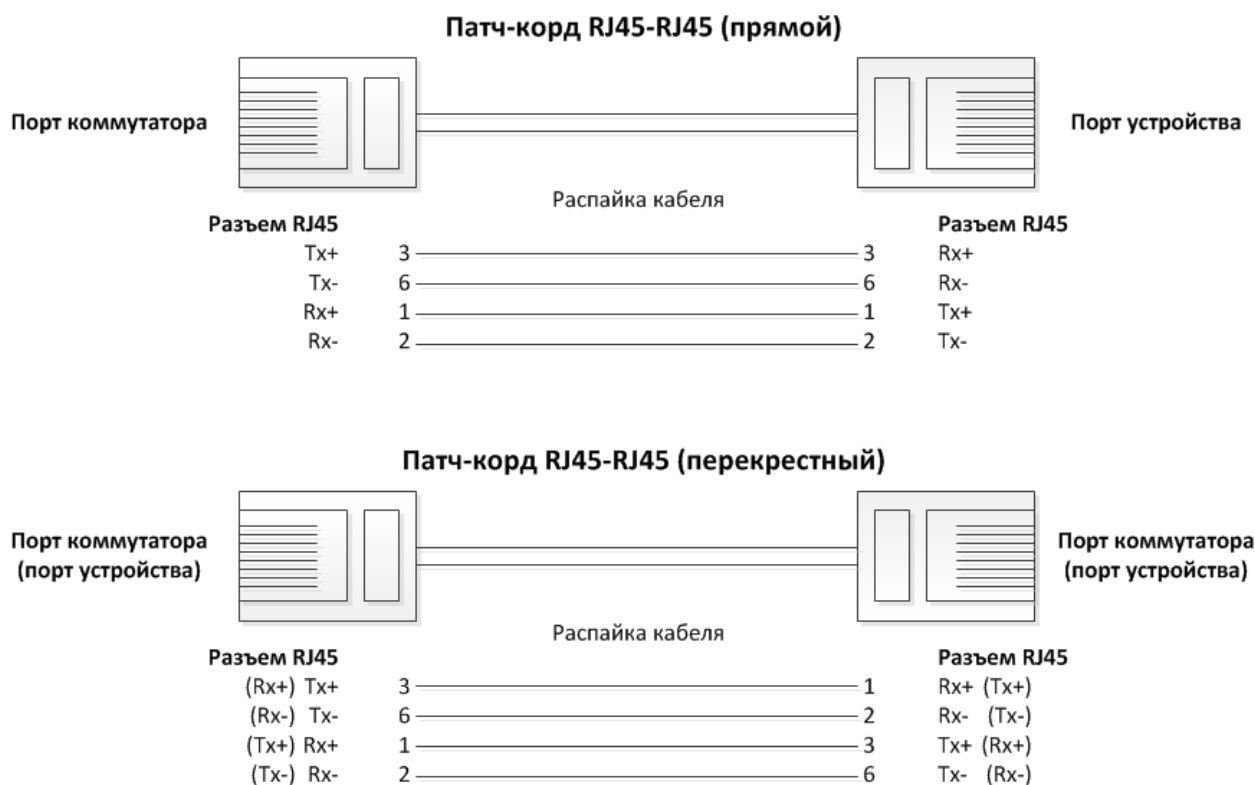 Патч-корд RJ45-RJ45 (прямой)
Порт коммутатора
Порт устройства
Распайка кабеля
Разъем RJ45 Разъем RJ45
Tx+ 3 3 Rx+
Tx- 6 6 Rx-
Rx+ 1 1 Tx+
Rx- 2 2 Tx-
Патч-корд RJ45-RJ45 (перекрестный)
Порт коммутатора
(порт устройства)
Порт коммутатора
(порт устройства)
Распайка кабеля
Разъем RJ45 Разъем RJ45
(Rx+) Tx+ 3 1 Rx+ (Tx+)
(Rx-) Tx- 6 2 Rx- (Tx-)
(Tx+) Rx+ 1 3 Tx+ (Rx+)
(Tx-) Rx- 2 6 Tx- (Rx-)